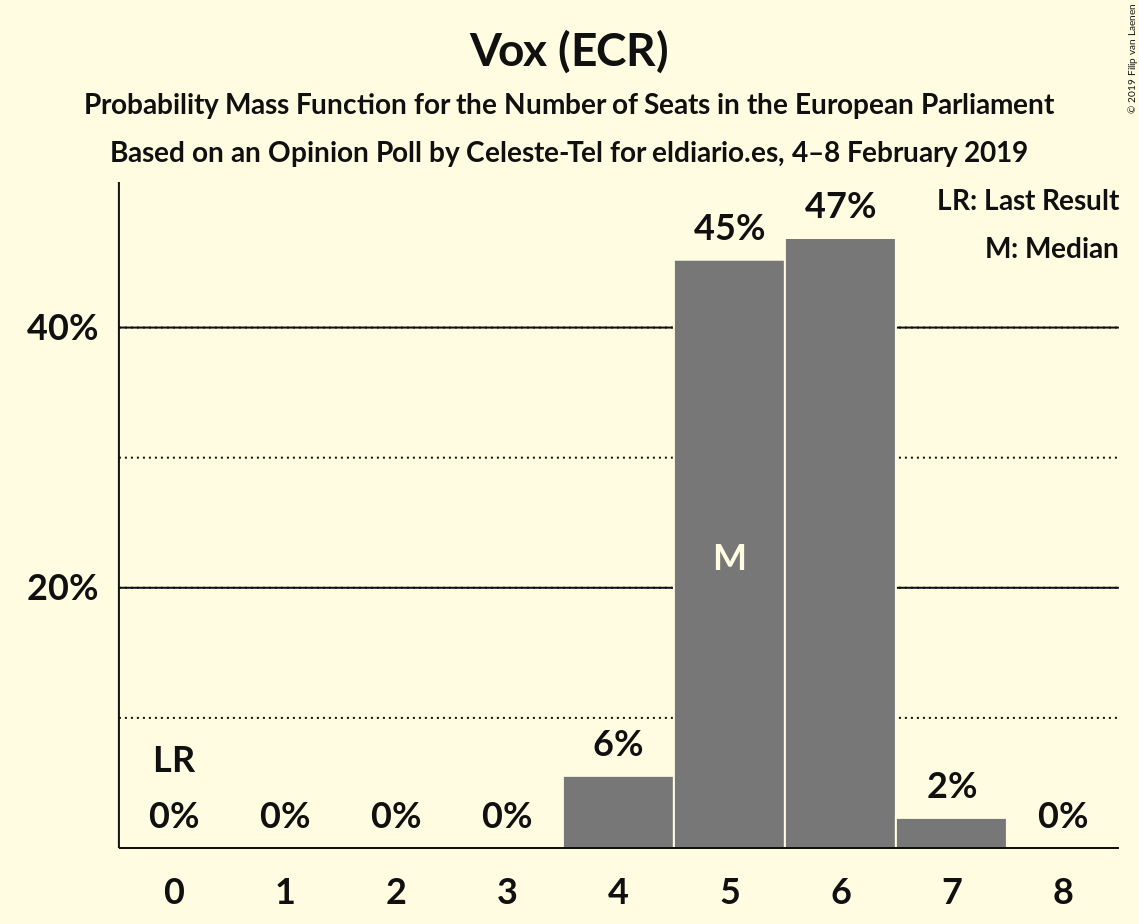 Vox (ECR)
Probability Mass Function for the Number of Seats in the European Parliament
Based on an Opinion Poll by Celeste-Tel for eldiario.es, 4–8 February 2019
© 2019 Filip van Laenen
LR: Last Result
M: Median
47%
45%
40%
M
20%
6%
LR
2%
0% 0% 0% 0% 0%
0 1 2 3 4 5 6 7 8